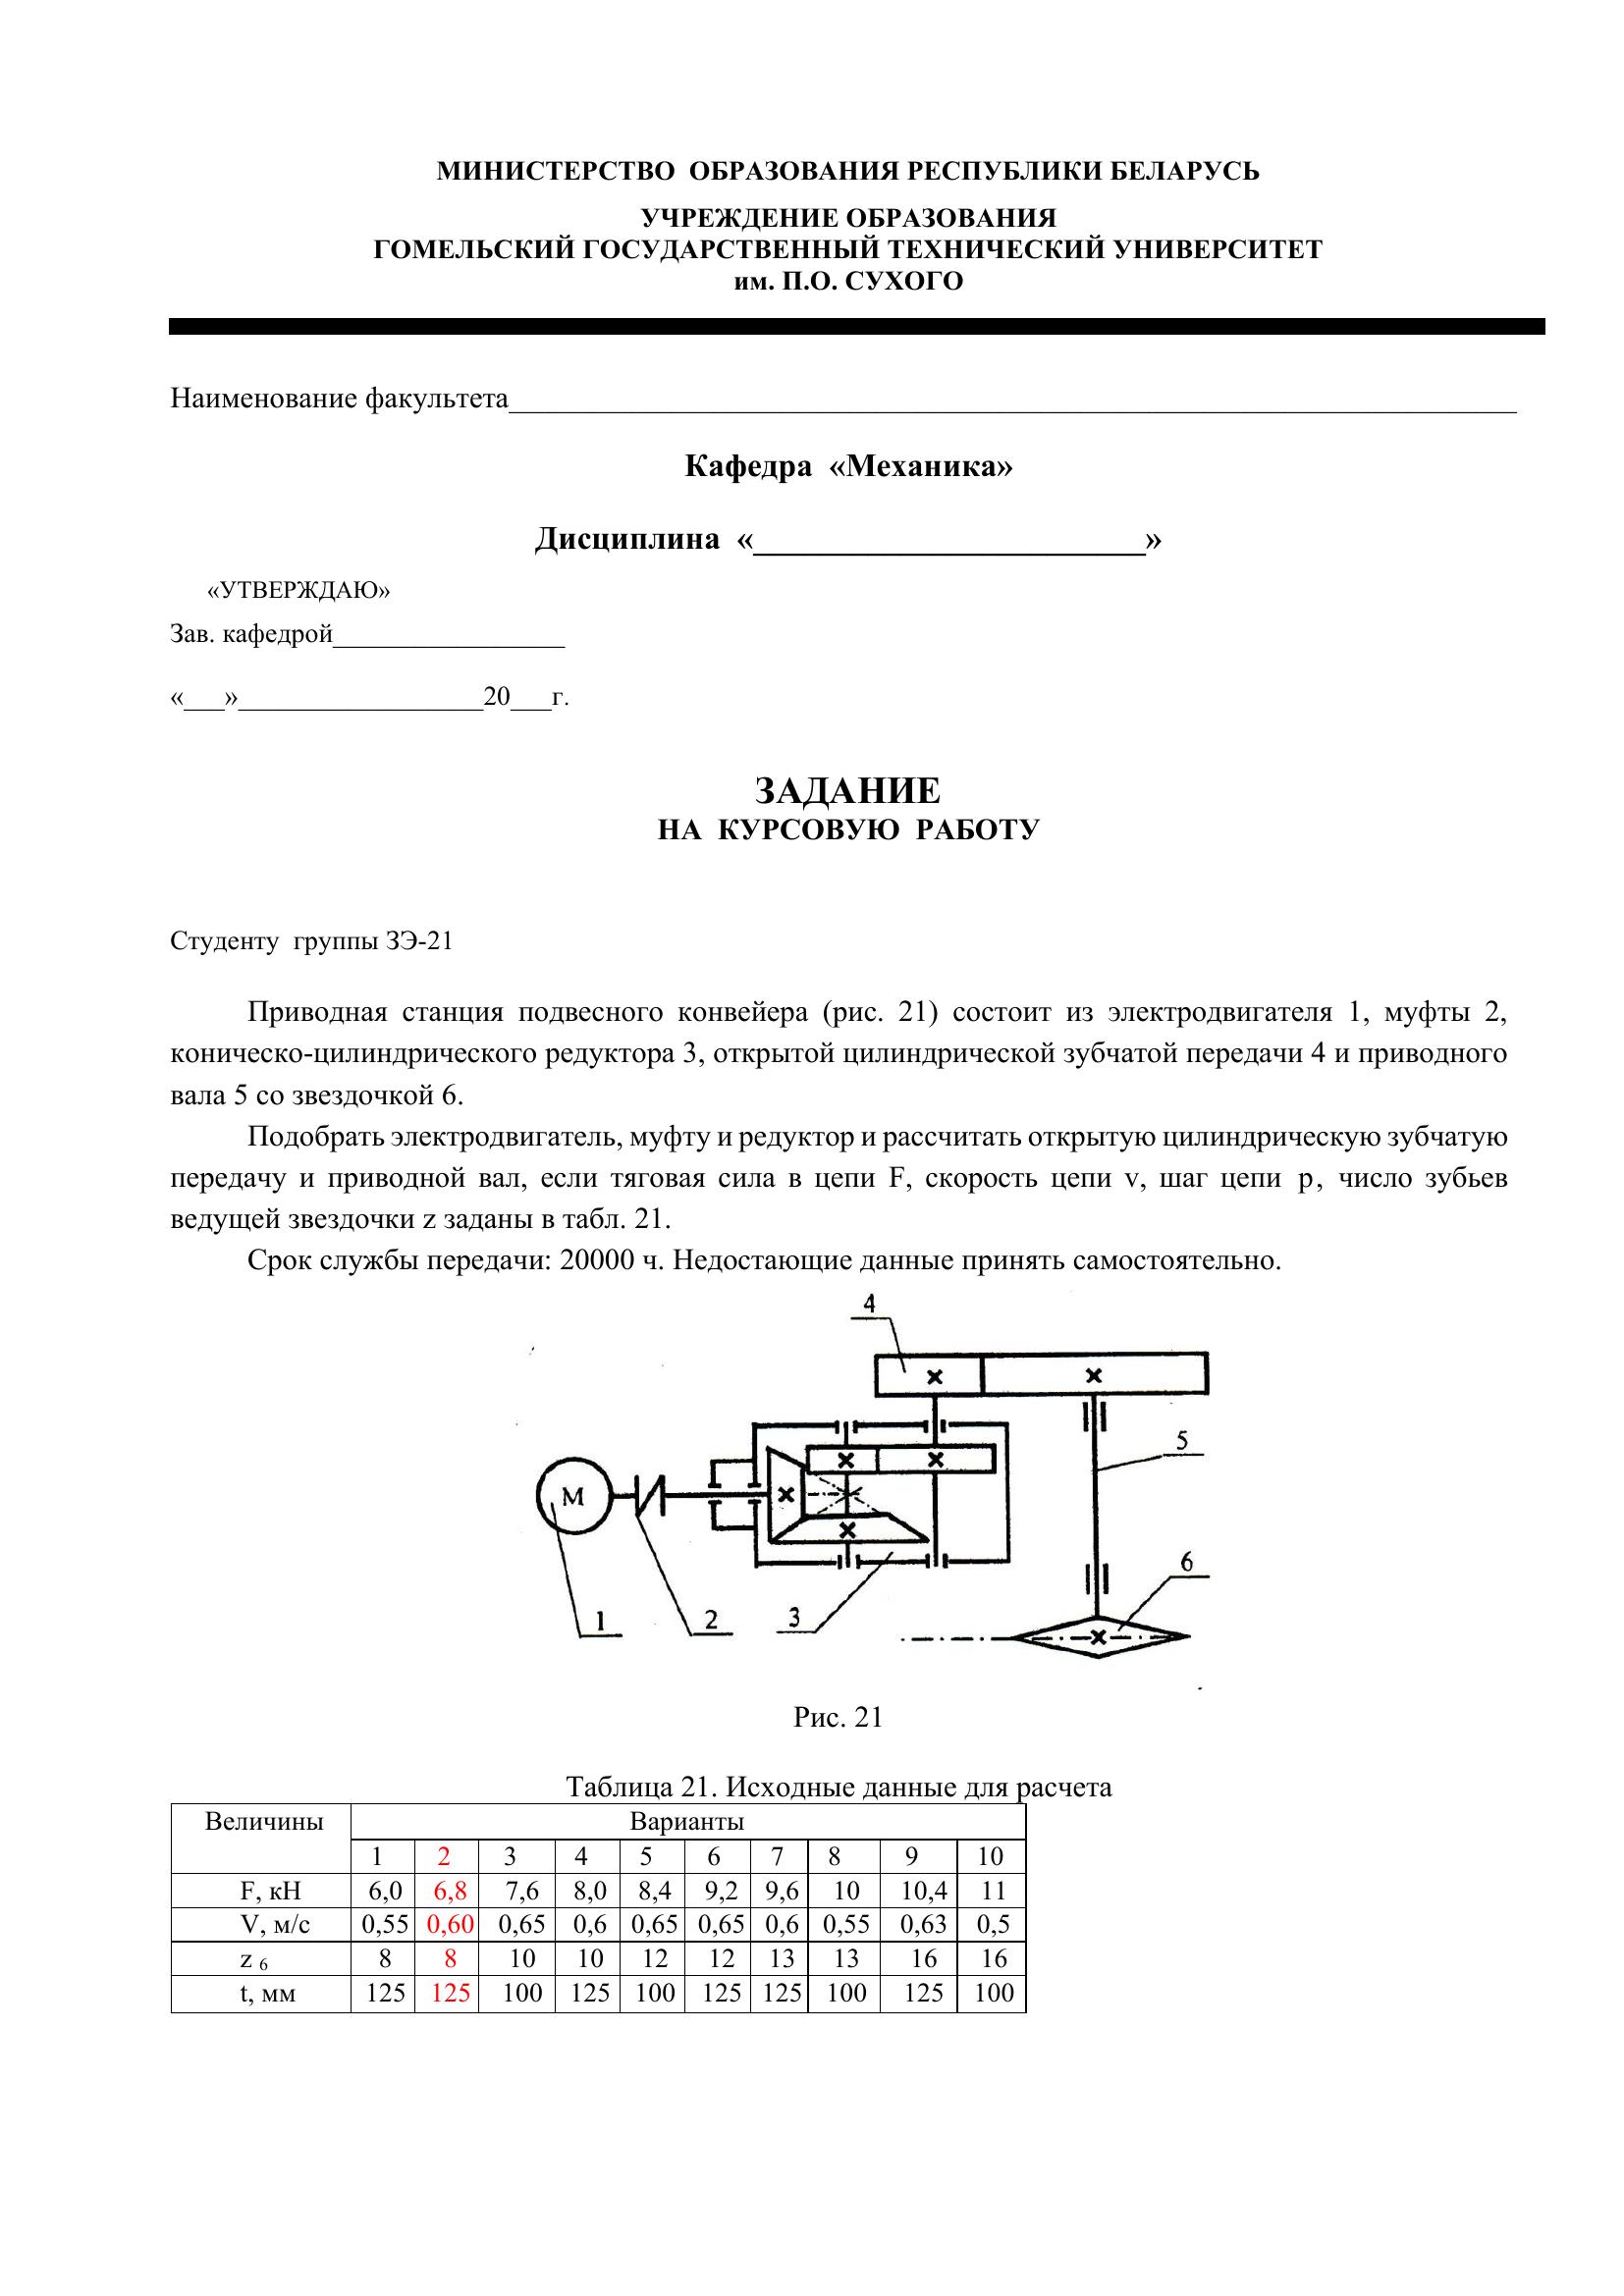 МИНИСТЕРСТВО ОБРАЗОВАНИЯ РЕСПУБЛИКИ БЕЛАРУСЬ
УЧРЕЖДЕНИЕ ОБРАЗОВАНИЯ
ГОМЕЛЬСКИЙ ГОСУДАРСТВЕННЫЙ ТЕХНИЧЕСКИЙ УНИВЕРСИТЕТ
им. П.О. СУХОГО
Наименование факультета____________________
Кафедра «Механика»
Дисциплина «____________________»
«УТВЕРЖДАЮ»
Зав. кафедрой_________________
«___»__________________20___г.
ЗАДАНИЕ
НА КУРСОВУЮ РАБОТУ
Студенту группы ЗЭ-21
Приводная станция подвесного конвейера (рис. 21) состоит из электродвигателя 1, муфты 2,
коническо-цилиндрического редуктора 3, открытой цилиндрической зубчатой передачи 4 и приводного
вала 5 со звездочкой 6.
Подобрать электродвигатель, муфту и редуктор и рассчитать открытую цилиндрическую зубчатую
передачу и приводной вал, если тяговая сила в цепи F, скорость цепи v, шаг цепи p, число зубьев
ведущей звездочки z заданы в табл. 21.
Срок службы передачи: 20000 ч. Недостающие данные принять самостоятельно.
4
5
М
6
1 2 3
Рис. 21
Таблица 21. Исходные данные для расчета
Величины Варианты
1 2 3 4 5 6 7 8 9 10
F, кН 6,0 6,8 7,6 8,0 8,4 9,2 9,6 10 10,4 11
V, м/с 0,55 0,60 0,65 0,6 0,65 0,65 0,6 0,55 0,63 0,5
z 6 8 8 10 10 12 12 13 13 16 16
t, мм 125 125 100 125 100 125 125 100 125 100